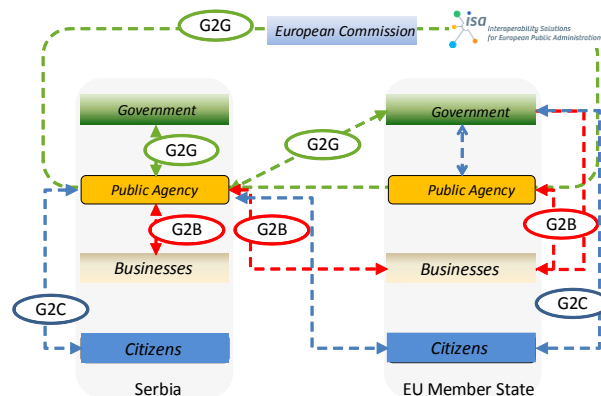 G2G
European Commission
isa
Interoperability Solutions
for European Public Administrations
Government
Government
G2G
G2G
Public Agency
Public Agency
G2B
G2B
G2B
Businesses
Businesses
G2C
G2C
Citizens
Citizens
Serbia
EU Member State